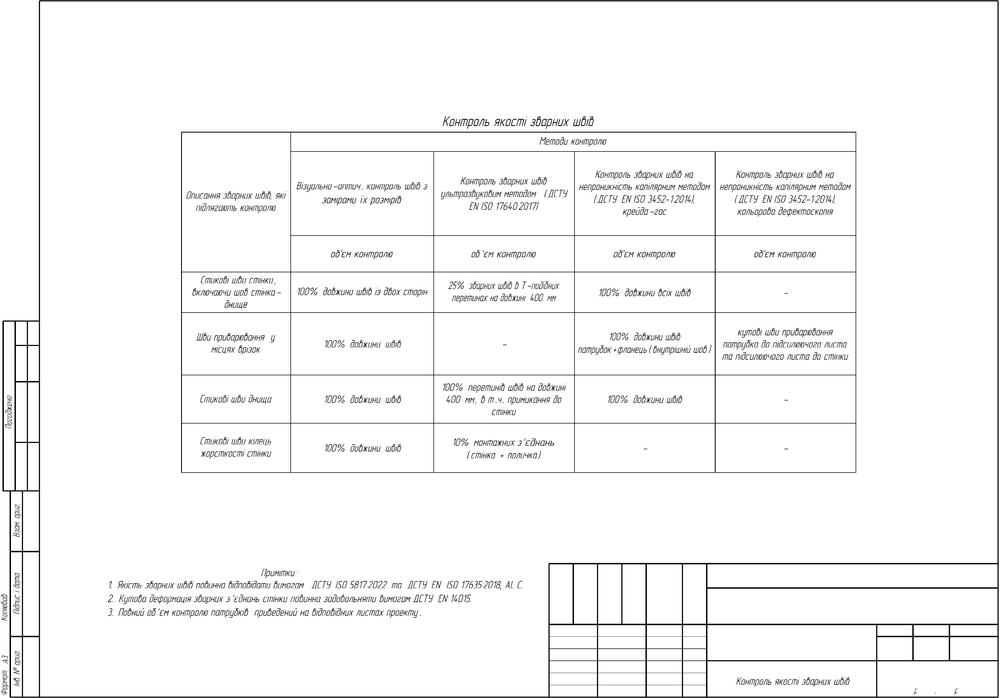 Контроль якості зварних швів
Методи контролю
Описання зварних швів, які
підлягають контролю
Візуально-оптич. контроль швів з
замірами їх розмірів
Контроль зварних швів
ультразвуковим методом (ДСТУ
EN ISO 17640:2017)
Контроль зварних швів на
непроникність капілярним методом
(ДСТУ EN ISO 3452-1:2014),
крейда-гас
Контроль зварних швів на
непроникність капілярним методом
(ДСТУ EN ISO 3452-1:2014),
кольорова дефектоскопія
об'єм контролю
об'єм контролю
об'єм контролю
об'єм контролю
Стикові шви стінки,
включаючи шов стінка-
днище
100% довжини швів із двох сторін
25% зварних швів в Т-подібних
перетинах на довжині 400 мм
100% довжини всіх швів
-
Шви приварювання у
місцях врізок
100% довжини швів
-
100% довжини швів
патрубок+фланець (внутрішній шов)
кутові шви приварювання
патрубка до підсилюючого листа
та підсилюючого листа до стінки
Стикові шви днища
100% довжини швів
100% перетинів швів на довжині
400 мм, в т.ч. примикання до
стінки
100% довжини швів
-
Стикові шви кілець
жорсткості стінки
100% довжини швів
10% монтажних з'єднань
(стінка + поличка)
-
-
Примітки:
1. Якість зварних швів повинна відповідати вимогам ДСТУ ISO 5817:2022 та ДСТУ EN ISO 17635:2018, AL C.
2. Кутова деформація зварних з'єднань стінки повинна задовольняти вимогам ДСТУ EN 14015.
3. Повний об'єм контролю патрубків приведений на відповідних листах проекту.
Погоджено:
Взам. ориг.
Підпис і дата
Інв. № ориг.
Копіював
Формат А3
Контроль якості зварних швів